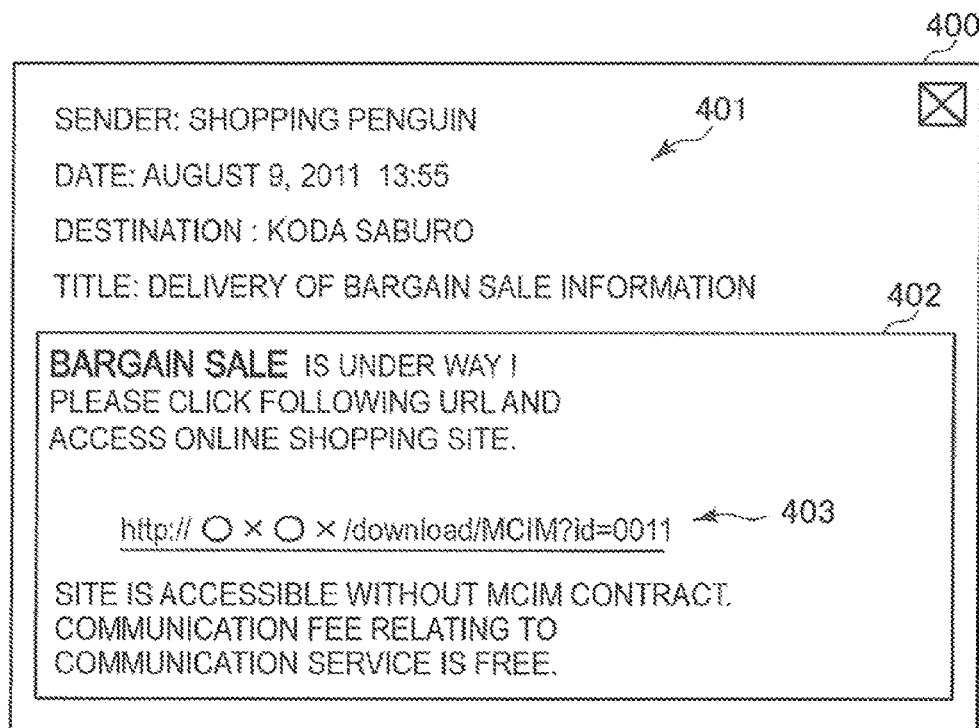 400
SENDER: SHOPPING PENGUIN
401
DATE: AUGUST 9, 2011 13:55
DESTINATION : KODA SABURO
TITLE: DELIVERY OF BARGAIN SALE INFORMATION
402
BARGAIN SALE IS UNDER WAY !
PLEASE CLICK FOLLOWING URL AND
ACCESS ONLINE SHOPPING SITE.
http:// ○ × ○ × /download/MCIM?id=0011
403
SITE IS ACCESSIBLE WITHOUT MCIM CONTRACT.
COMMUNICATION FEE RELATING TO
COMMUNICATION SERVICE IS FREE.